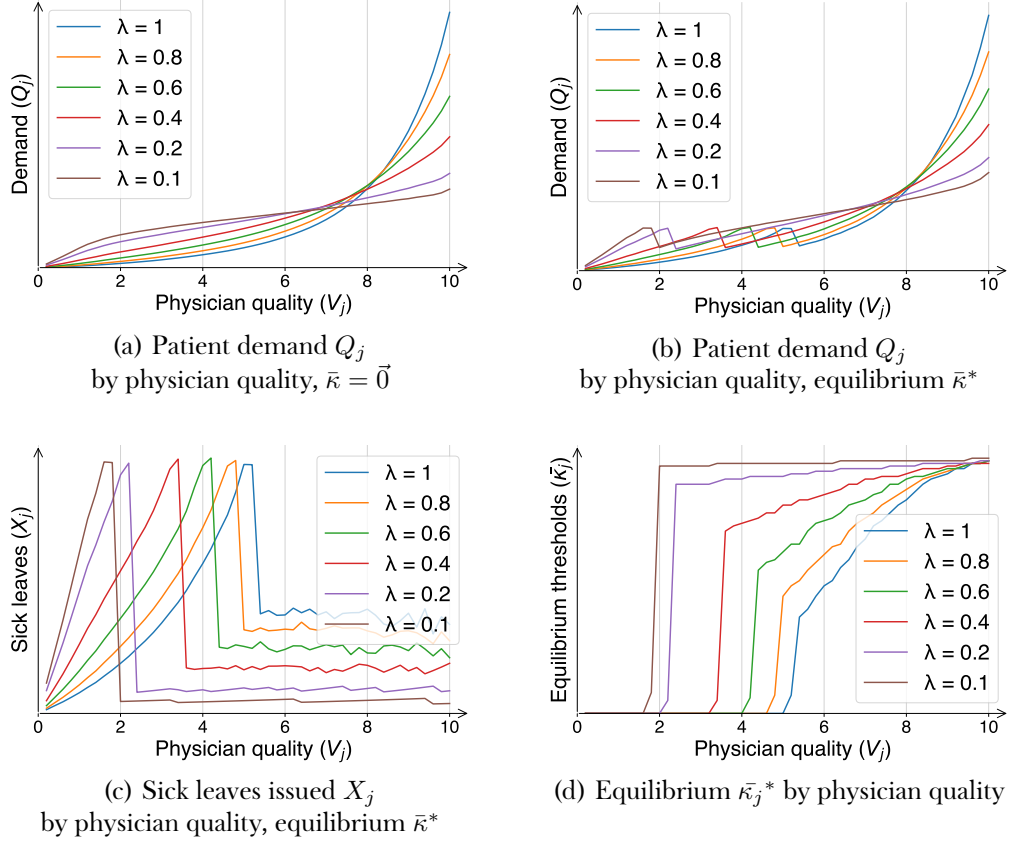 Demand (Qj)
λ = 1
λ = 0.8
λ = 0.6
λ = 0.4
λ = 0.2
λ = 0.1
0 2 4 6 8 10
Physician quality (Vj)
(a) Patient demand Qj
by physician quality, κ̄ = 0⃗
Demand (Qj)
λ = 1
λ = 0.8
λ = 0.6
λ = 0.4
λ = 0.2
λ = 0.1
0 2 4 6 8 10
Physician quality (Vj)
(b) Patient demand Qj
by physician quality, equilibrium κ̄*
Sick leaves (Xj)
λ = 1
λ = 0.8
λ = 0.6
λ = 0.4
λ = 0.2
λ = 0.1
0 2 4 6 8 10
Physician quality (Vj)
(c) Sick leaves issued Xj
by physician quality, equilibrium κ̄*
Equilibrium thresholds (κ̄j)
λ = 1
λ = 0.8
λ = 0.6
λ = 0.4
λ = 0.2
λ = 0.1
0 2 4 6 8 10
Physician quality (Vj)
(d) Equilibrium κ̄j* by physician quality